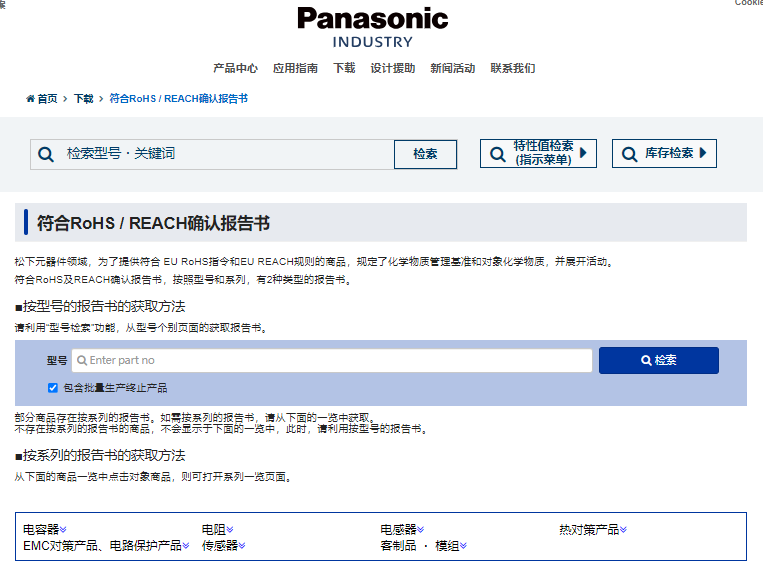 案
Cookie
Panasonic
INDUSTRY
产品中心 应用指南 下载 设计援助 新闻活动 联系我们
首页 > 下载 > 符合RoHS / REACH确认报告书
检索型号・关键词 检索 特性值检索 (指示菜单) 库存检索
符合RoHS / REACH确认报告书
松下元器件领域，为了提供符合 EU RoHS指令和EU REACH规则的商品，规定了化学物质管理基准和对象化学物质，并展开活动。
符合RoHS及REACH确认报告书，按照型号和系列，有2种类型的报告书。
■按型号的报告书的获取方法
请利用“型号检索”功能，从型号个别页面的获取报告书。
型号 Enter part no 检索
包含批量生产终止产品
部分商品存在按系列的报告书。如需按系列的报告书，请从下面的一览中获取。
不存在按系列的报告书的商品，不会显示于下面的一览中，此时，请利用按型号的报告书。
■按系列的报告书的获取方法
从下面的商品一览中点击对象商品，则可打开系列一览页面。
电容器 电阻 电感器 热对策产品
EMC对策产品、电路保护产品 传感器 客制品 ・ 模组